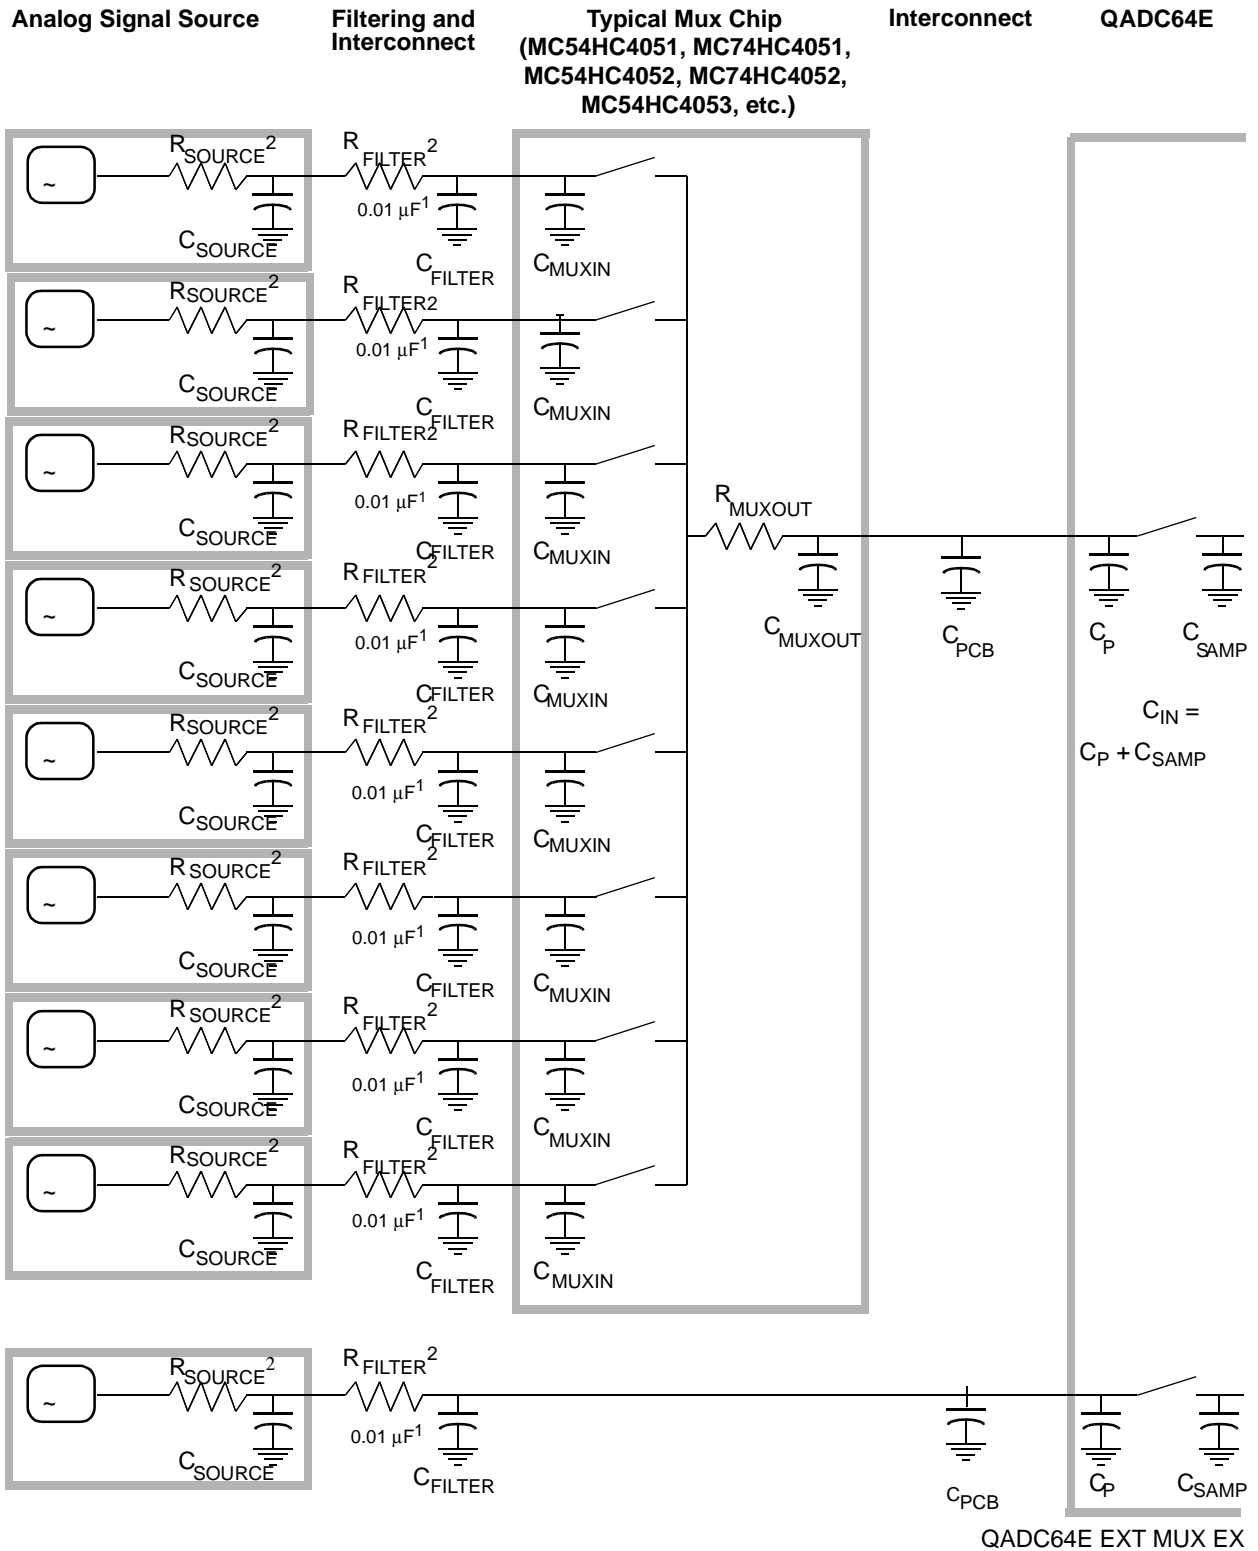 Analog Signal Source
Filtering and
Interconnect
Typical Mux Chip
(MC54HC4051, MC74HC4051,
MC54HC4052, MC74HC4052,
MC54HC4053, etc.)
Interconnect
QADC64E
~
RSOURCE2
CSOURCE
RFILTER2
0.01 µF1
CFILTER
CMUXIN
~
RSOURCE2
CSOURCE
RFILTER2
0.01 µF1
CFILTER
CMUXIN
~
RSOURCE2
CSOURCE
RFILTER2
0.01 µF1
CFILTER
CMUXIN
~
RSOURCE2
CSOURCE
RFILTER2
0.01 µF1
CFILTER
CMUXIN
~
RSOURCE2
CSOURCE
RFILTER2
0.01 µF1
CFILTER
CMUXIN
~
RSOURCE2
CSOURCE
RFILTER2
0.01 µF1
CFILTER
CMUXIN
~
RSOURCE2
CSOURCE
RFILTER2
0.01 µF1
CFILTER
CMUXIN
~
RSOURCE2
CSOURCE
RFILTER2
0.01 µF1
CFILTER
CMUXIN
RMUXOUT
CMUXOUT
CPCB
CP
CSAMP
CIN =
CP + CSAMP
~
RSOURCE2
CSOURCE
RFILTER2
0.01 µF1
CFILTER
CPCB
CP
CSAMP
QADC64E EXT MUX EX